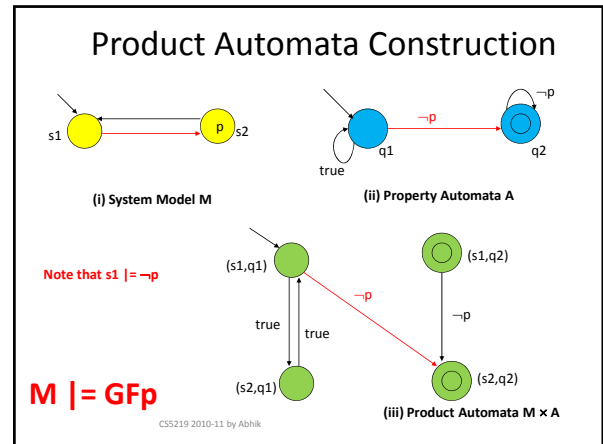 Product Automata Construction
s1
p
s2
(i) System Model M
true
q1
¬p
¬p
q2
(ii) Property Automata A
Note that s1 |= ¬p
(s1,q1)
true
true
(s2,q1)
¬p
(s1,q2)
¬p
(s2,q2)
(iii) Product Automata M × A
M |= GFp
CS5219 2010-11 by Abhik